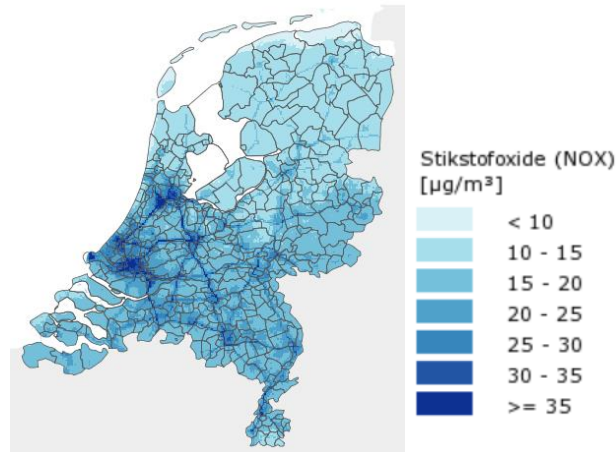 Stikstofoxide (NOX)
[µg/m³]
< 10
10 - 15
15 - 20
20 - 25
25 - 30
30 - 35
>= 35